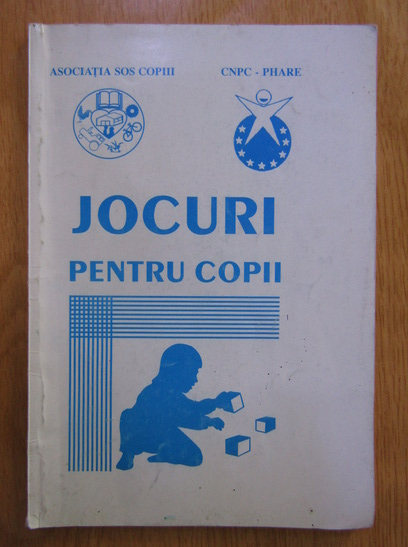 ASOCIAȚIA SOS COPIII CNPC - PHARE
JOCURI
PENTRU COPII